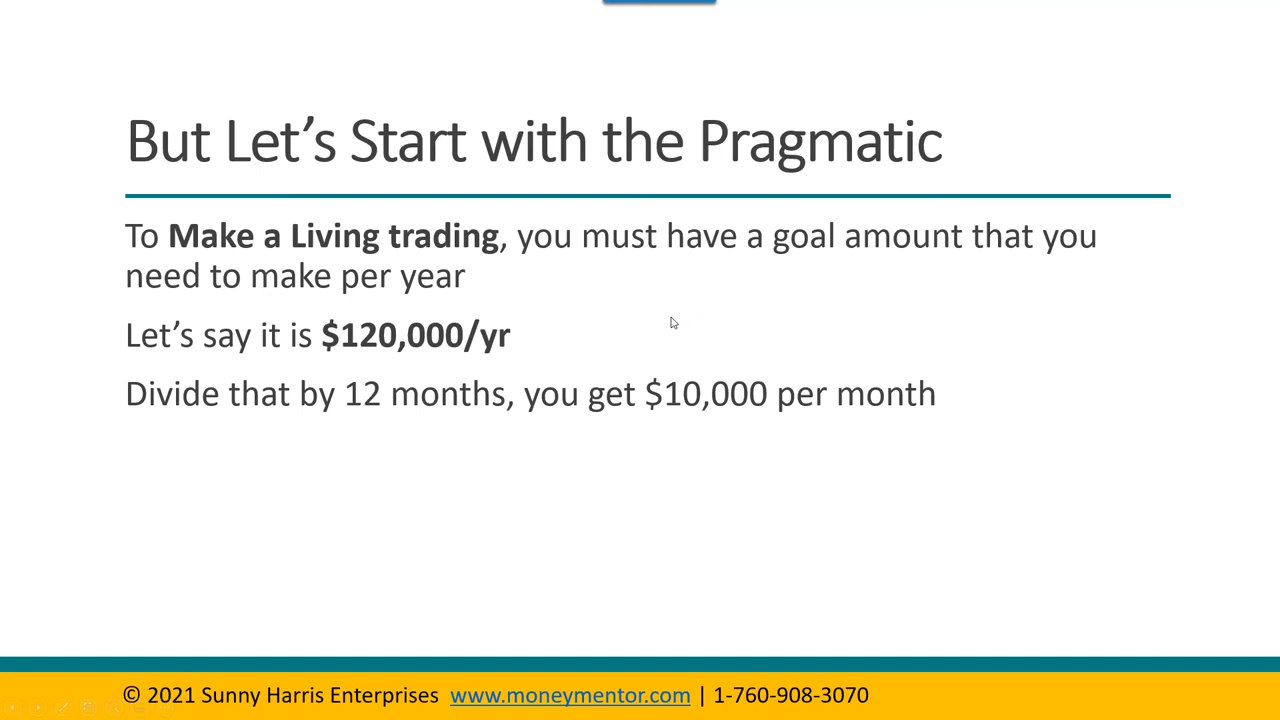 But Let’s Start with the Pragmatic
To Make a Living trading, you must have a goal amount that you
need to make per year
Let’s say it is $120,000/yr
Divide that by 12 months, you get $10,000 per month
© 2021 Sunny Harris Enterprises www.moneymentor.com | 1-760-908-3070